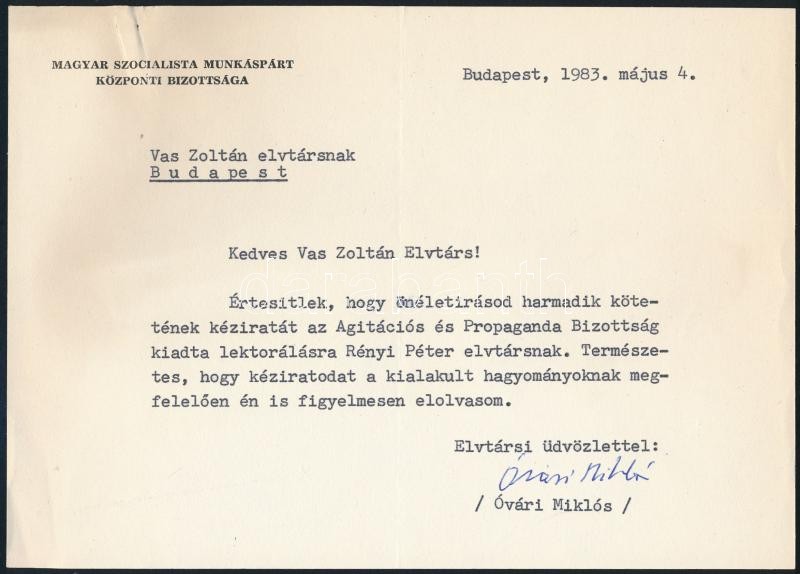 MAGYAR SZOCIALISTA MUNKÁSPÁRT
KÖZPONTI BIZOTTSÁGA
Budapest, 1983. május 4.
Vas Zoltán elvtársnak
B u d a p e s t
Kedves Vas Zoltán Elvtárs!
darabanth
Értesitlek, hogy önéletirásod harmadik köte-
tének kéziratát az Agitációs és Propaganda Bizottság
kiadta lektorálásra Rényi Péter elvtársnak. Természe-
tes, hogy kéziratodat a kialakult hagyományoknak meg-
felelően én is figyelmesen elolvasom.
Elvtársi üdvözlettel:
Óvári Miklós
/ Óvári Miklós /